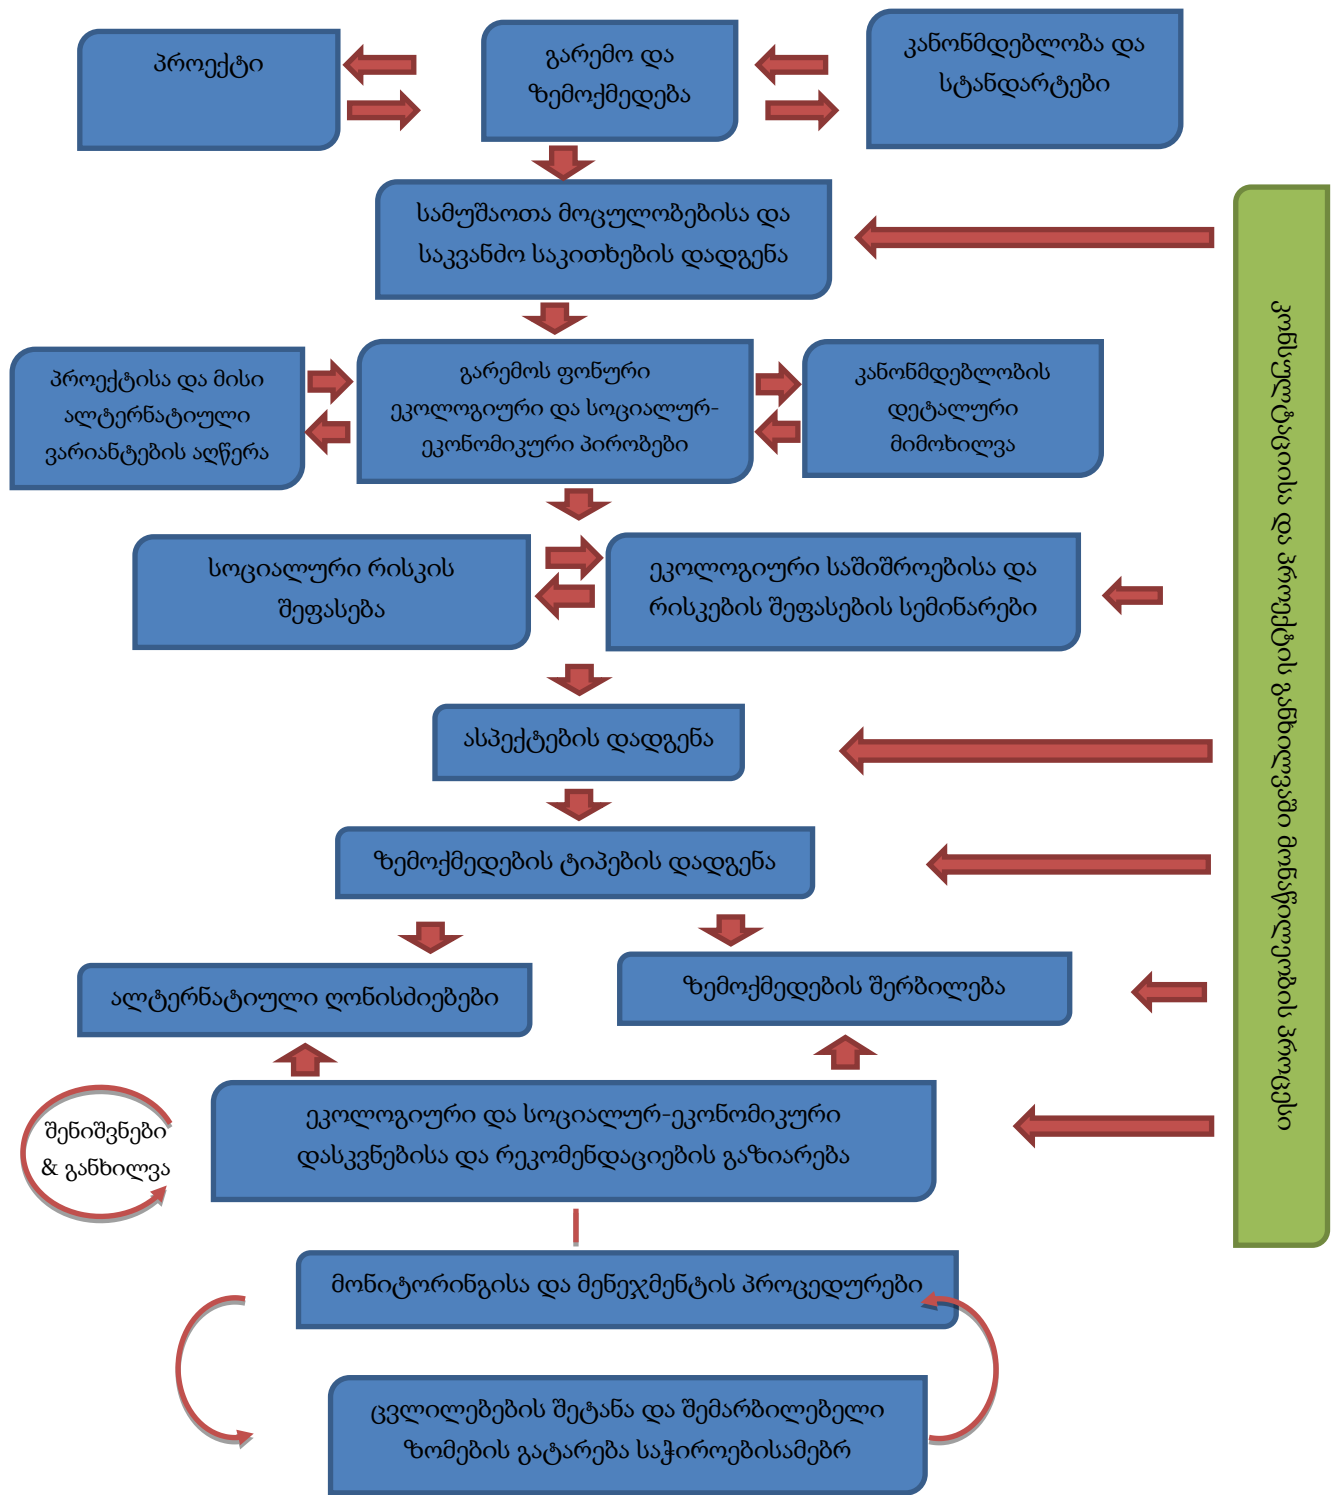 პროექტი
გარემო და
ზემოქმედება
კანონმდებლობა და
სტანდარტები
სამუშაოთა მოცულობებისა და
საკვანძო საკითხების დადგენა
პროექტისა და მისი
ალტერნატიული
ვარიანტების აღწერა
გარემოს ფონური
ეკოლოგიური და სოციალურ-
ეკონომიკური პირობები
კანონმდებლობის
დეტალური
მიმოხილვა
სოციალური რისკის
შეფასება
ეკოლოგიური საშიშროებისა და
რისკების შეფასების სემინარები
ასპექტების დადგენა
ზემოქმედების ტიპების დადგენა
ალტერნატიული ღონისძიებები
ზემოქმედების შერბილება
შენიშვნები
& განხილვა
ეკოლოგიური და სოციალურ-ეკონომიკური
დასკვნებისა და რეკომენდაციების გაზიარება
მონიტორინგისა და მენეჯმენტის პროცედურები
ცვლილებების შეტანა და შემარბილებელი
ზომების გატარება საჭიროებისამებრ
კონსულტაციისა და პროექტის განხილვაში მონაწილეობის პროცესი